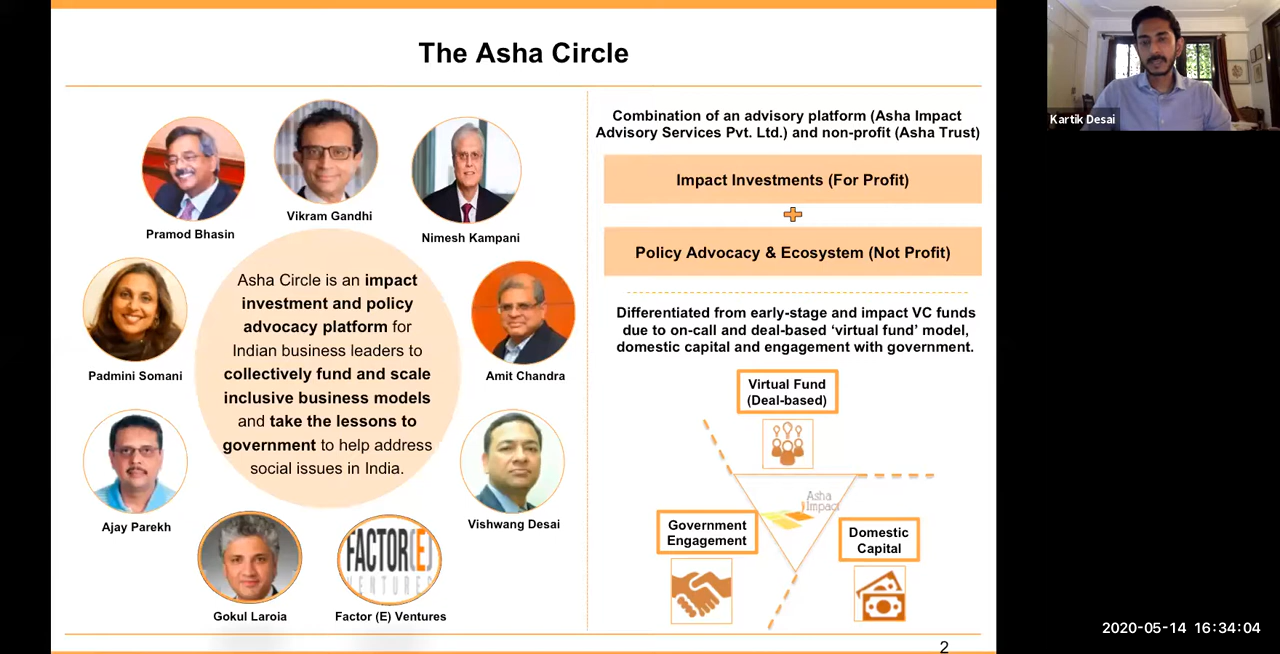 The Asha Circle
Pramod Bhasin
Vikram Gandhi
Nimesh Kampani
Padmini Somani
Amit Chandra
Ajay Parekh
Vishwang Desai
Gokul Laroia
Factor (E) Ventures
FACTOR(E)
VENTURES
Asha Circle is an impact
investment and policy
advocacy platform for
Indian business leaders to
collectively fund and scale
inclusive business models
and take the lessons to
government to help address
social issues in India.
Combination of an advisory platform (Asha Impact
Advisory Services Pvt. Ltd.) and non-profit (Asha Trust)
Impact Investments (For Profit)
Policy Advocacy & Ecosystem (Not Profit)
Differentiated from early-stage and impact VC funds
due to on-call and deal-based ‘virtual fund’ model,
domestic capital and engagement with government.
Virtual Fund
(Deal-based)
Asha
Impact
Government
Engagement
Domestic
Capital
2
Kartik Desai
2020-05-14 16:34:04